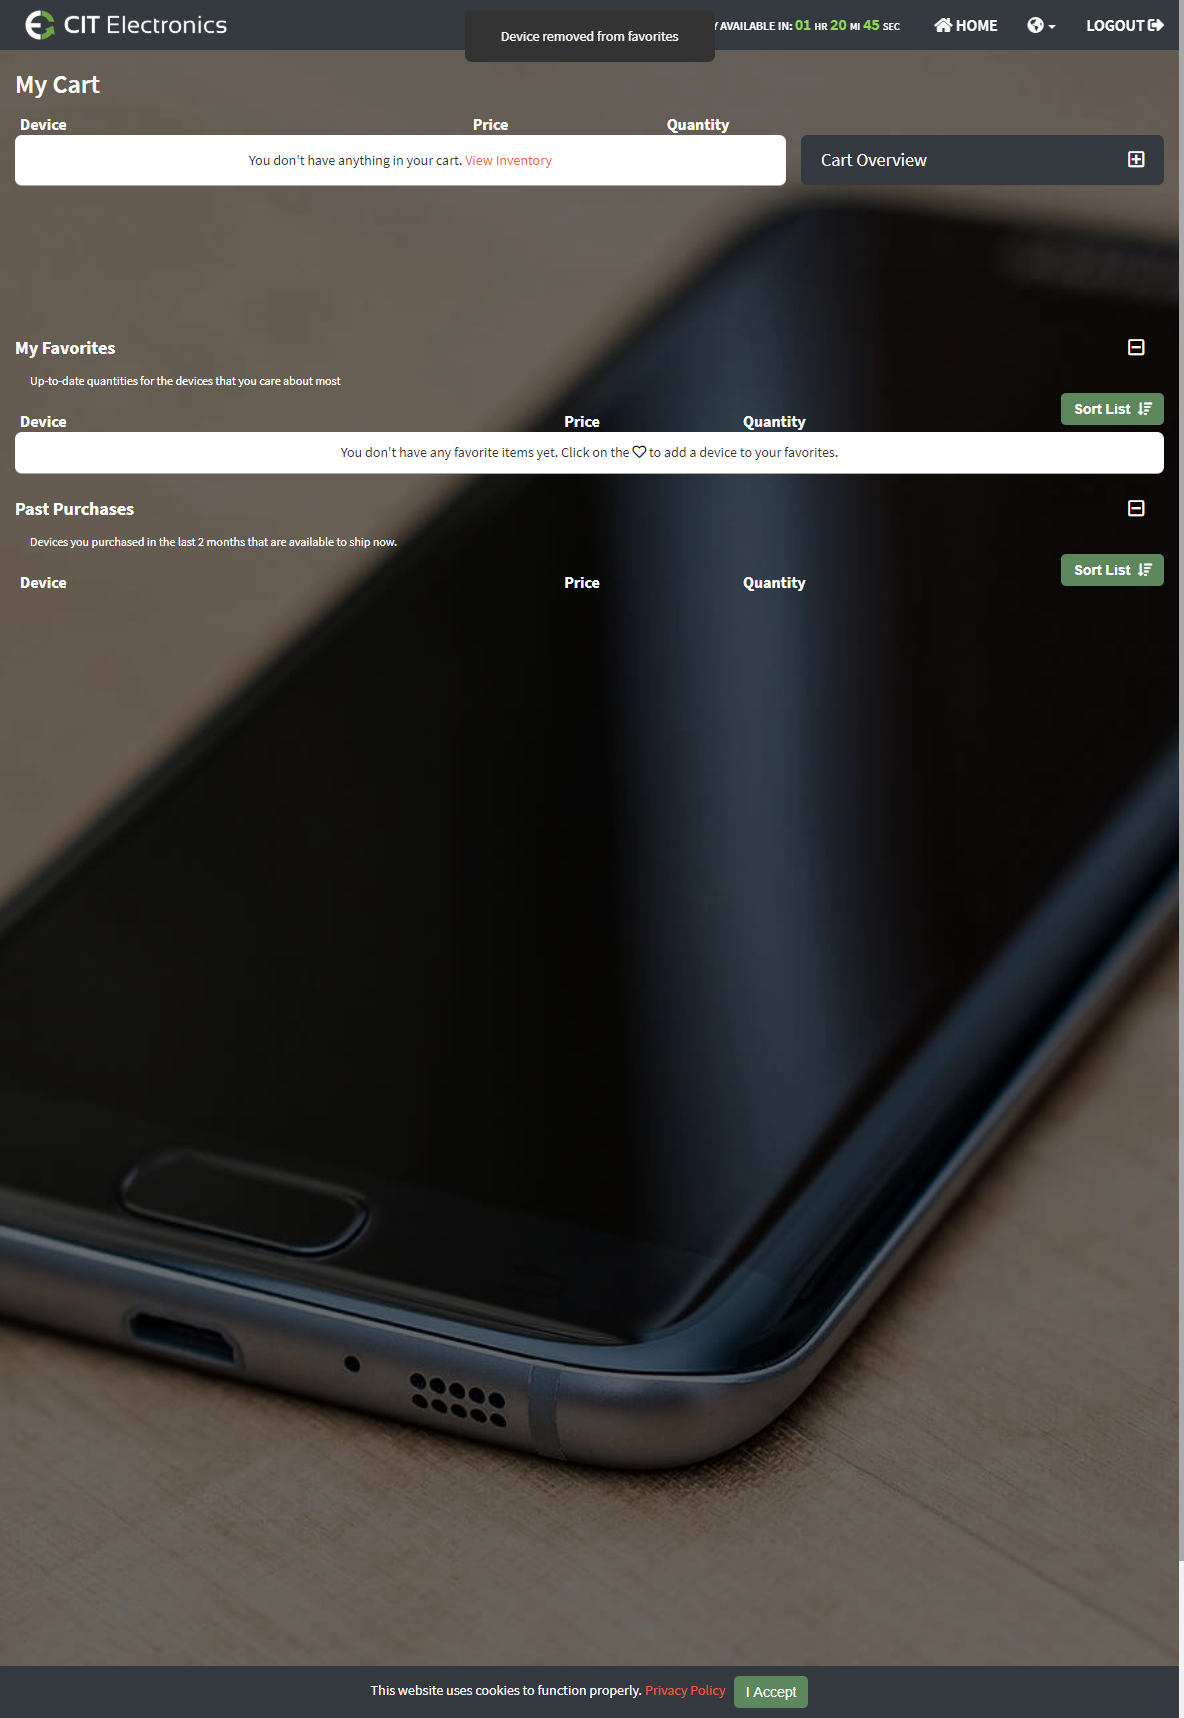 CIT Electronics
Device removed from favorites
Y AVAILABLE IN: 01 HR 20 MI 45 SEC
HOME
LOGOUT
My Cart
Device Price Quantity
You don't have anything in your cart. View Inventory
Cart Overview
My Favorites
Up-to-date quantities for the devices that you care about most
Sort List
Device Price Quantity
You don't have any favorite items yet. Click on the to add a device to your favorites.
Past Purchases
Devices you purchased in the last 2 months that are available to ship now.
Sort List
Device Price Quantity
This website uses cookies to function properly. Privacy Policy I Accept